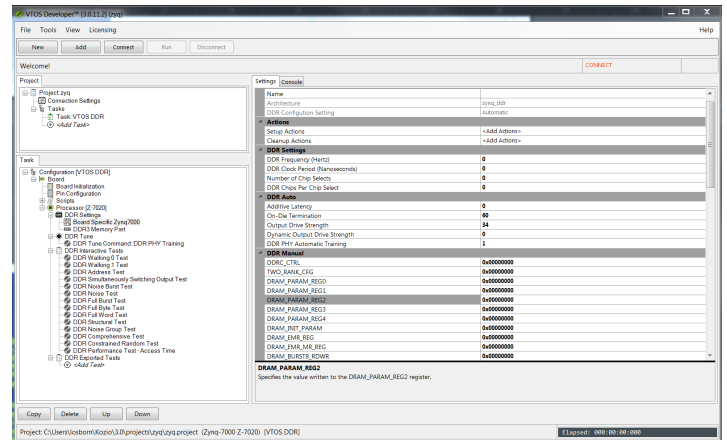 VTOS Developer™ [3.0.11.2] (zyq)
File Tools View Licensing Help
New Add Connect Run Disconnect
Welcome! CONNECT
Project
Project zyq
Connection Settings
Tasks
Task: VTOS DDR
<Add Task>
Task
Configuration [VTOS DDR]
Board
Board Initialization
Pin Configuration
Scripts
Processor [Z-7020]
DDR Settings
Board Specific Zynq7000
DDR3 Memory Part
DDR Tune
DDR Tune Command: DDR PHY Training
DDR Interactive Tests
DDR Walking 0 Test
DDR Walking 1 Test
DDR Address Test
DDR Simultaneously Switching Output Test
DDR Noise Burst Test
DDR Noise Test
DDR Full Burst Test
DDR Full Byte Test
DDR Full Word Test
DDR Structural Test
DDR Noise Group Test
DDR Comprehensive Test
DDR Constrained Random Test
DDR Performance Test - Access Time
DDR Exported Tests
<Add Test>
Copy Delete Up Down
Settings Console
Name
Architecture zynq_ddr
DDR Configution Setting Automatic
Actions
Setup Actions <Add Actions>
Cleanup Actions <Add Actions>
DDR Settings
DDR Frequency (Hertz) 0
DDR Clock Period (Nanoseconds) 0
Number of Chip Selects 0
DDR Chips Per Chip Select 0
DDR Auto
Additive Latency 0
On-Die Termination 60
Output Drive Strength 34
Dynamic Output Drive Strength 0
DDR PHY Automatic Training 1
DDR Manual
DDRC_CTRL 0x00000000
TWO_RANK_CFG 0x00000000
DRAM_PARAM_REG0 0x00000000
DRAM_PARAM_REG1 0x00000000
DRAM_PARAM_REG2 0x00000000
DRAM_PARAM_REG3 0x00000000
DRAM_PARAM_REG4 0x00000000
DRAM_INIT_PARAM 0x00000000
DRAM_EMR_REG 0x00000000
DRAM_EMR_MR_REG 0x00000000
DRAM_BURST8_RDWR 0x00000000
DRAM_PARAM_REG2
Specifies the value written to the DRAM_PARAM_REG2 register.
Project: C:\Users\losborn\Kozio\3.0\projects\zyq\zyq.project (Zynq-7000 Z-7020) [VTOS DDR] Elapsed: 000:00:00:000